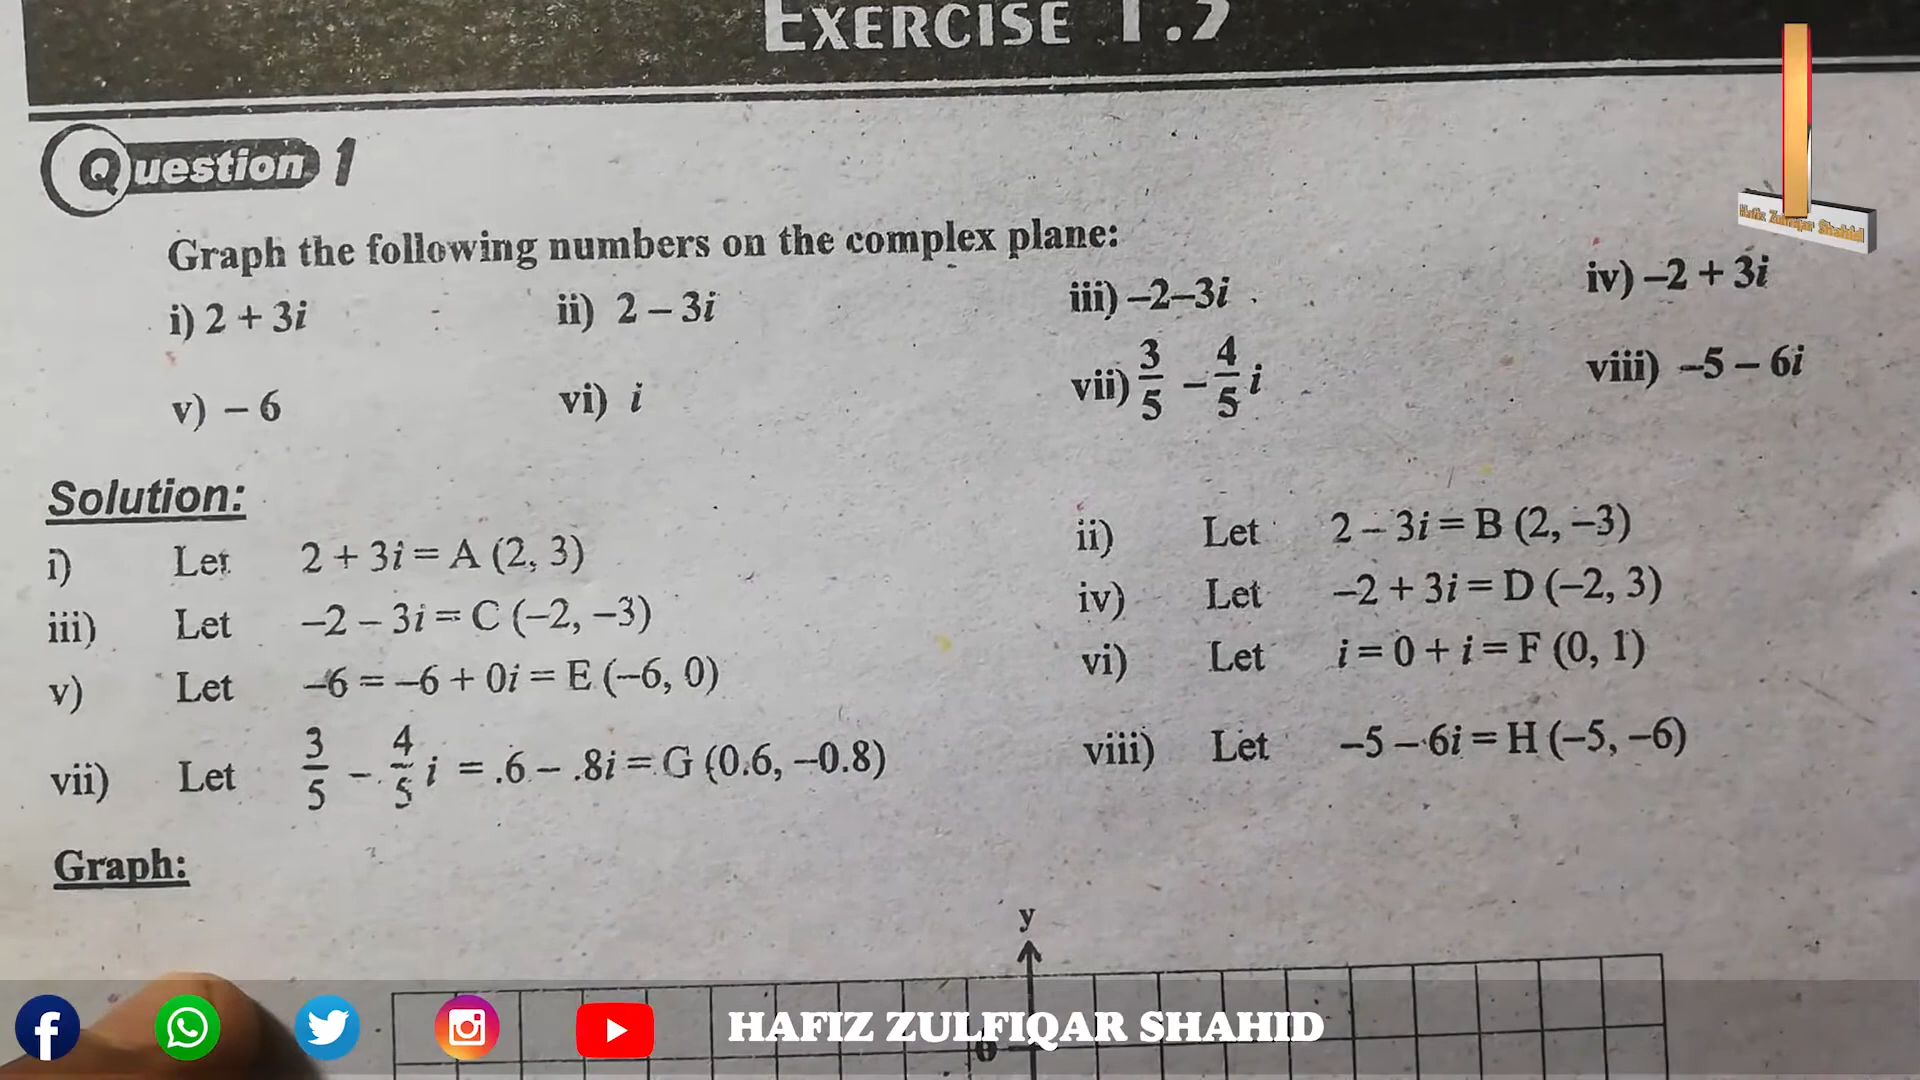 EXERCISE 1.
Question 1
Graph the following numbers on the complex plane:
i) 2 + 3i ii) 2 – 3i iii) –2–3i iv) –2 + 3i
v) – 6 vi) i vii) 3/5 – 4/5 i viii) –5 – 6i
Solution:
i) Let 2 + 3i = A (2, 3) ii) Let 2 – 3i = B (2, –3)
iii) Let –2 – 3i = C (–2, –3) iv) Let –2 + 3i = D (–2, 3)
v) Let –6 = –6 + 0i = E (–6, 0) vi) Let i = 0 + i = F (0, 1)
vii) Let 3/5 – 4/5 i = .6 – .8i = G (0.6, –0.8) viii) Let –5 – 6i = H (–5, –6)
Graph:
y
HAFIZ ZULFIQAR SHAHID
Hafiz Zulfiqar Shahid